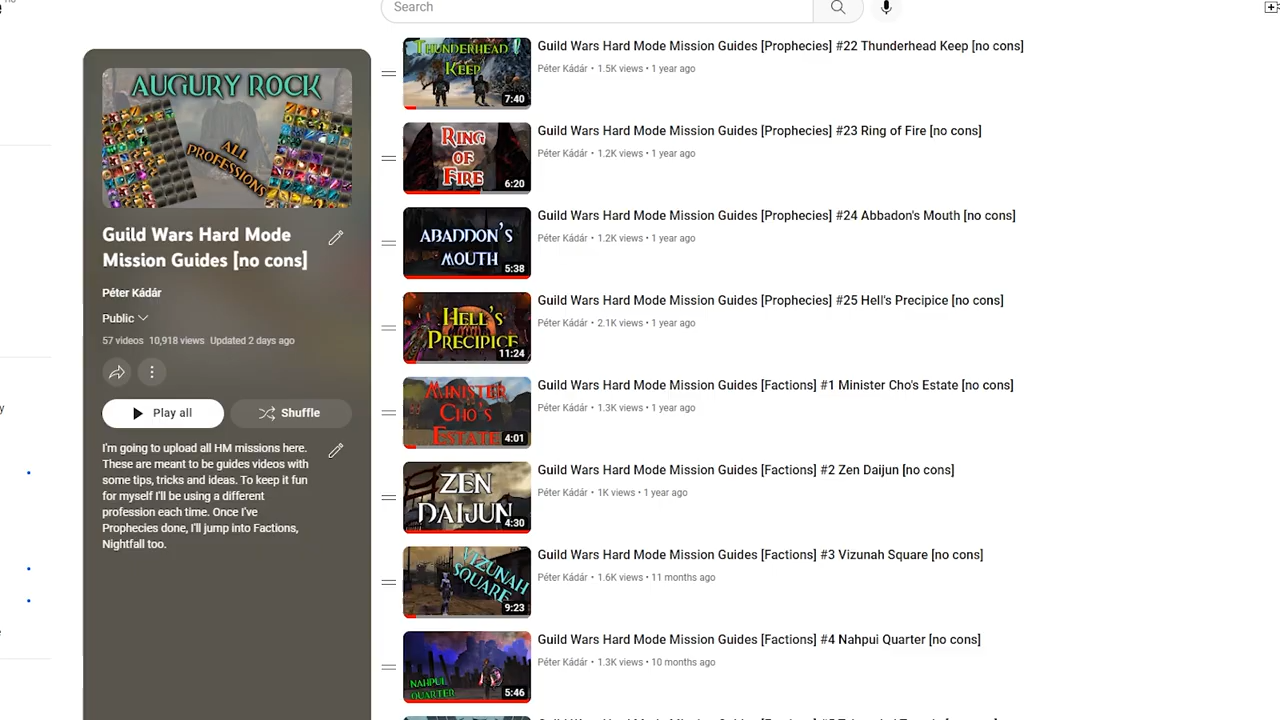 Search
AUGURY ROCK
ALL
PROFESSIONS
Guild Wars Hard Mode
Mission Guides [no cons]
Péter Kádár
Public
57 videos 10,918 views Updated 2 days ago
Play all
Shuffle
I'm going to upload all HM missions here.
These are meant to be guides videos with
some tips, tricks and ideas. To keep it fun
for myself I'll be using a different
profession each time. Once I've
Prophecies done, I'll jump into Factions,
Nightfall too.
THUNDERHEAD
KEEP
7:40
Guild Wars Hard Mode Mission Guides [Prophecies] #22 Thunderhead Keep [no cons]
Péter Kádár • 1.5K views • 1 year ago
RING
OF
FIRE
6:20
Guild Wars Hard Mode Mission Guides [Prophecies] #23 Ring of Fire [no cons]
Péter Kádár • 1.2K views • 1 year ago
ABADDON'S
MOUTH
5:38
Guild Wars Hard Mode Mission Guides [Prophecies] #24 Abbadon's Mouth [no cons]
Péter Kádár • 1.2K views • 1 year ago
HELL'S
PRECIPICE
11:24
Guild Wars Hard Mode Mission Guides [Prophecies] #25 Hell's Precipice [no cons]
Péter Kádár • 2.1K views • 1 year ago
MINISTER
CHO'S
ESTATE
4:01
Guild Wars Hard Mode Mission Guides [Factions] #1 Minister Cho's Estate [no cons]
Péter Kádár • 1.3K views • 1 year ago
ZEN
DAIJUN
4:30
Guild Wars Hard Mode Mission Guides [Factions] #2 Zen Daijun [no cons]
Péter Kádár • 1K views • 1 year ago
VIZUNAH
SQUARE
9:23
Guild Wars Hard Mode Mission Guides [Factions] #3 Vizunah Square [no cons]
Péter Kádár • 1.6K views • 11 months ago
NAHPUI
QUARTER
5:46
Guild Wars Hard Mode Mission Guides [Factions] #4 Nahpui Quarter [no cons]
Péter Kádár • 1.3K views • 10 months ago